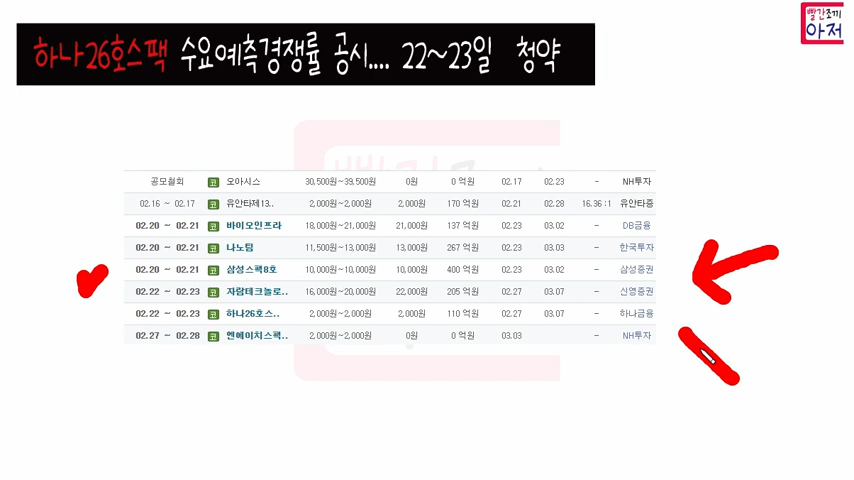 하나26호스팩 수요예측경쟁률 공시.... 22~23일 청약
빨간조끼
아저
공모철회 코 오아시스 30,500원~39,500원 0원 0 억원 02.17 02.23 - NH투자
02.16 ~ 02.17 코 유안타제13.. 2,000원~2,000원 2,000원 170 억원 02.21 02.28 16.36 :1 유안타증
02.20 ~ 02.21 코 바이오인프라 18,000원~21,000원 21,000원 137 억원 02.23 03.02 - DB금융
02.20 ~ 02.21 코 나노팀 11,500원~13,000원 13,000원 267 억원 02.23 03.03 - 한국투자
02.20 ~ 02.21 코 삼성스팩8호 10,000원~10,000원 10,000원 400 억원 02.23 03.02 - 삼성증권
02.22 ~ 02.23 코 자람테크놀로.. 16,000원~20,000원 22,000원 205 억원 02.27 03.07 - 신영증권
02.22 ~ 02.23 코 하나26호스.. 2,000원~2,000원 2,000원 110 억원 02.27 03.07 - 하나금융
02.27 ~ 02.28 코 엔에이치스팩.. 2,000원~2,000원 0원 0 억원 03.03 - NH투자